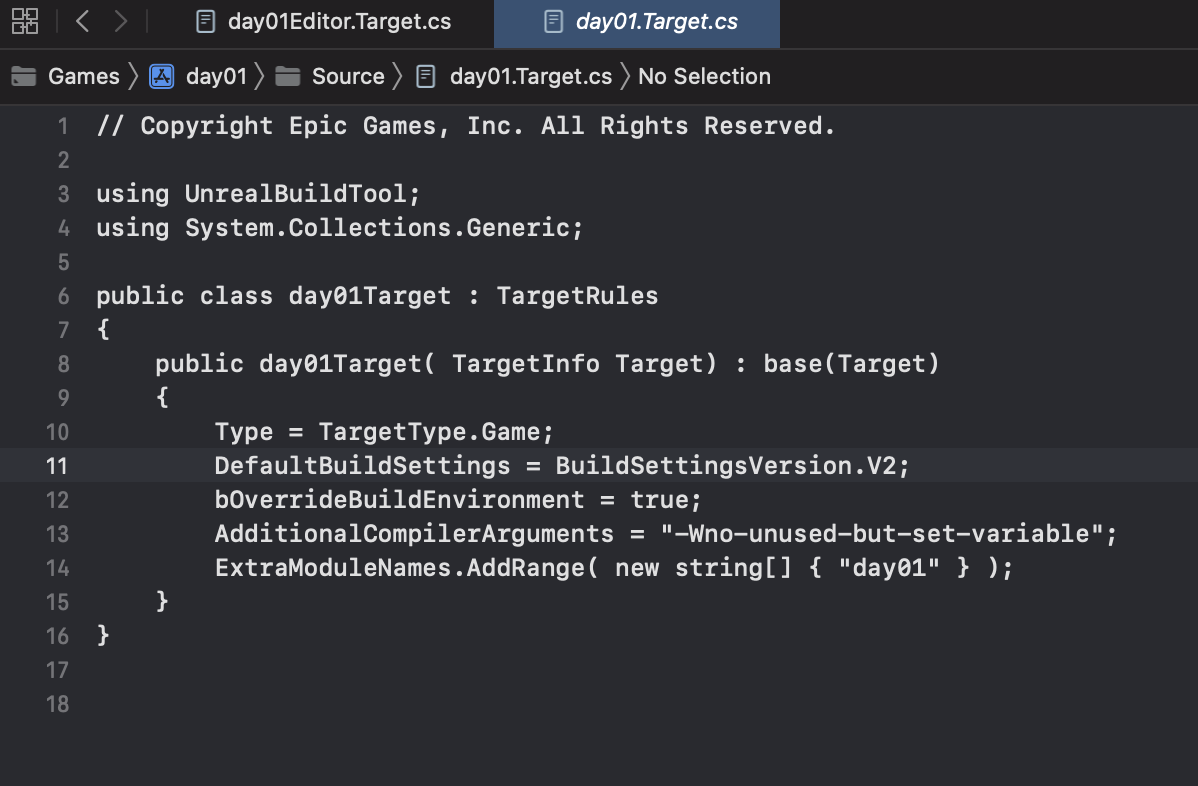 day01Editor.Target.cs
day01.Target.cs
Games
day01
Source
day01.Target.cs
No Selection
1 // Copyright Epic Games, Inc. All Rights Reserved.
2
3 using UnrealBuildTool;
4 using System.Collections.Generic;
5
6 public class day01Target : TargetRules
7 {
8     public day01Target( TargetInfo Target) : base(Target)
9     {
10         Type = TargetType.Game;
11         DefaultBuildSettings = BuildSettingsVersion.V2;
12         bOverrideBuildEnvironment = true;
13         AdditionalCompilerArguments = "-Wno-unused-but-set-variable";
14         ExtraModuleNames.AddRange( new string[] { "day01" } );
15     }
16 }
17
18